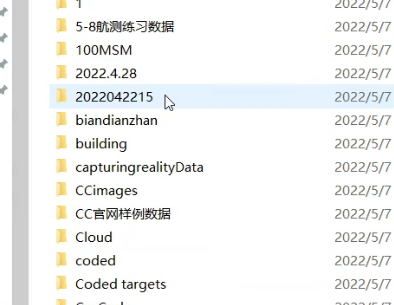 1 2022/5/7
5-8航测练习数据 2022/5/7
100MSM 2022/5/7
2022.4.28 2022/5/7
2022042215 2022/5/7
biandianzhan 2022/5/7
building 2022/5/7
capturingrealityData 2022/5/7
CCimages 2022/5/7
CC官网样例数据 2022/5/7
Cloud 2022/5/7
coded 2022/5/7
Coded targets 2022/5/7